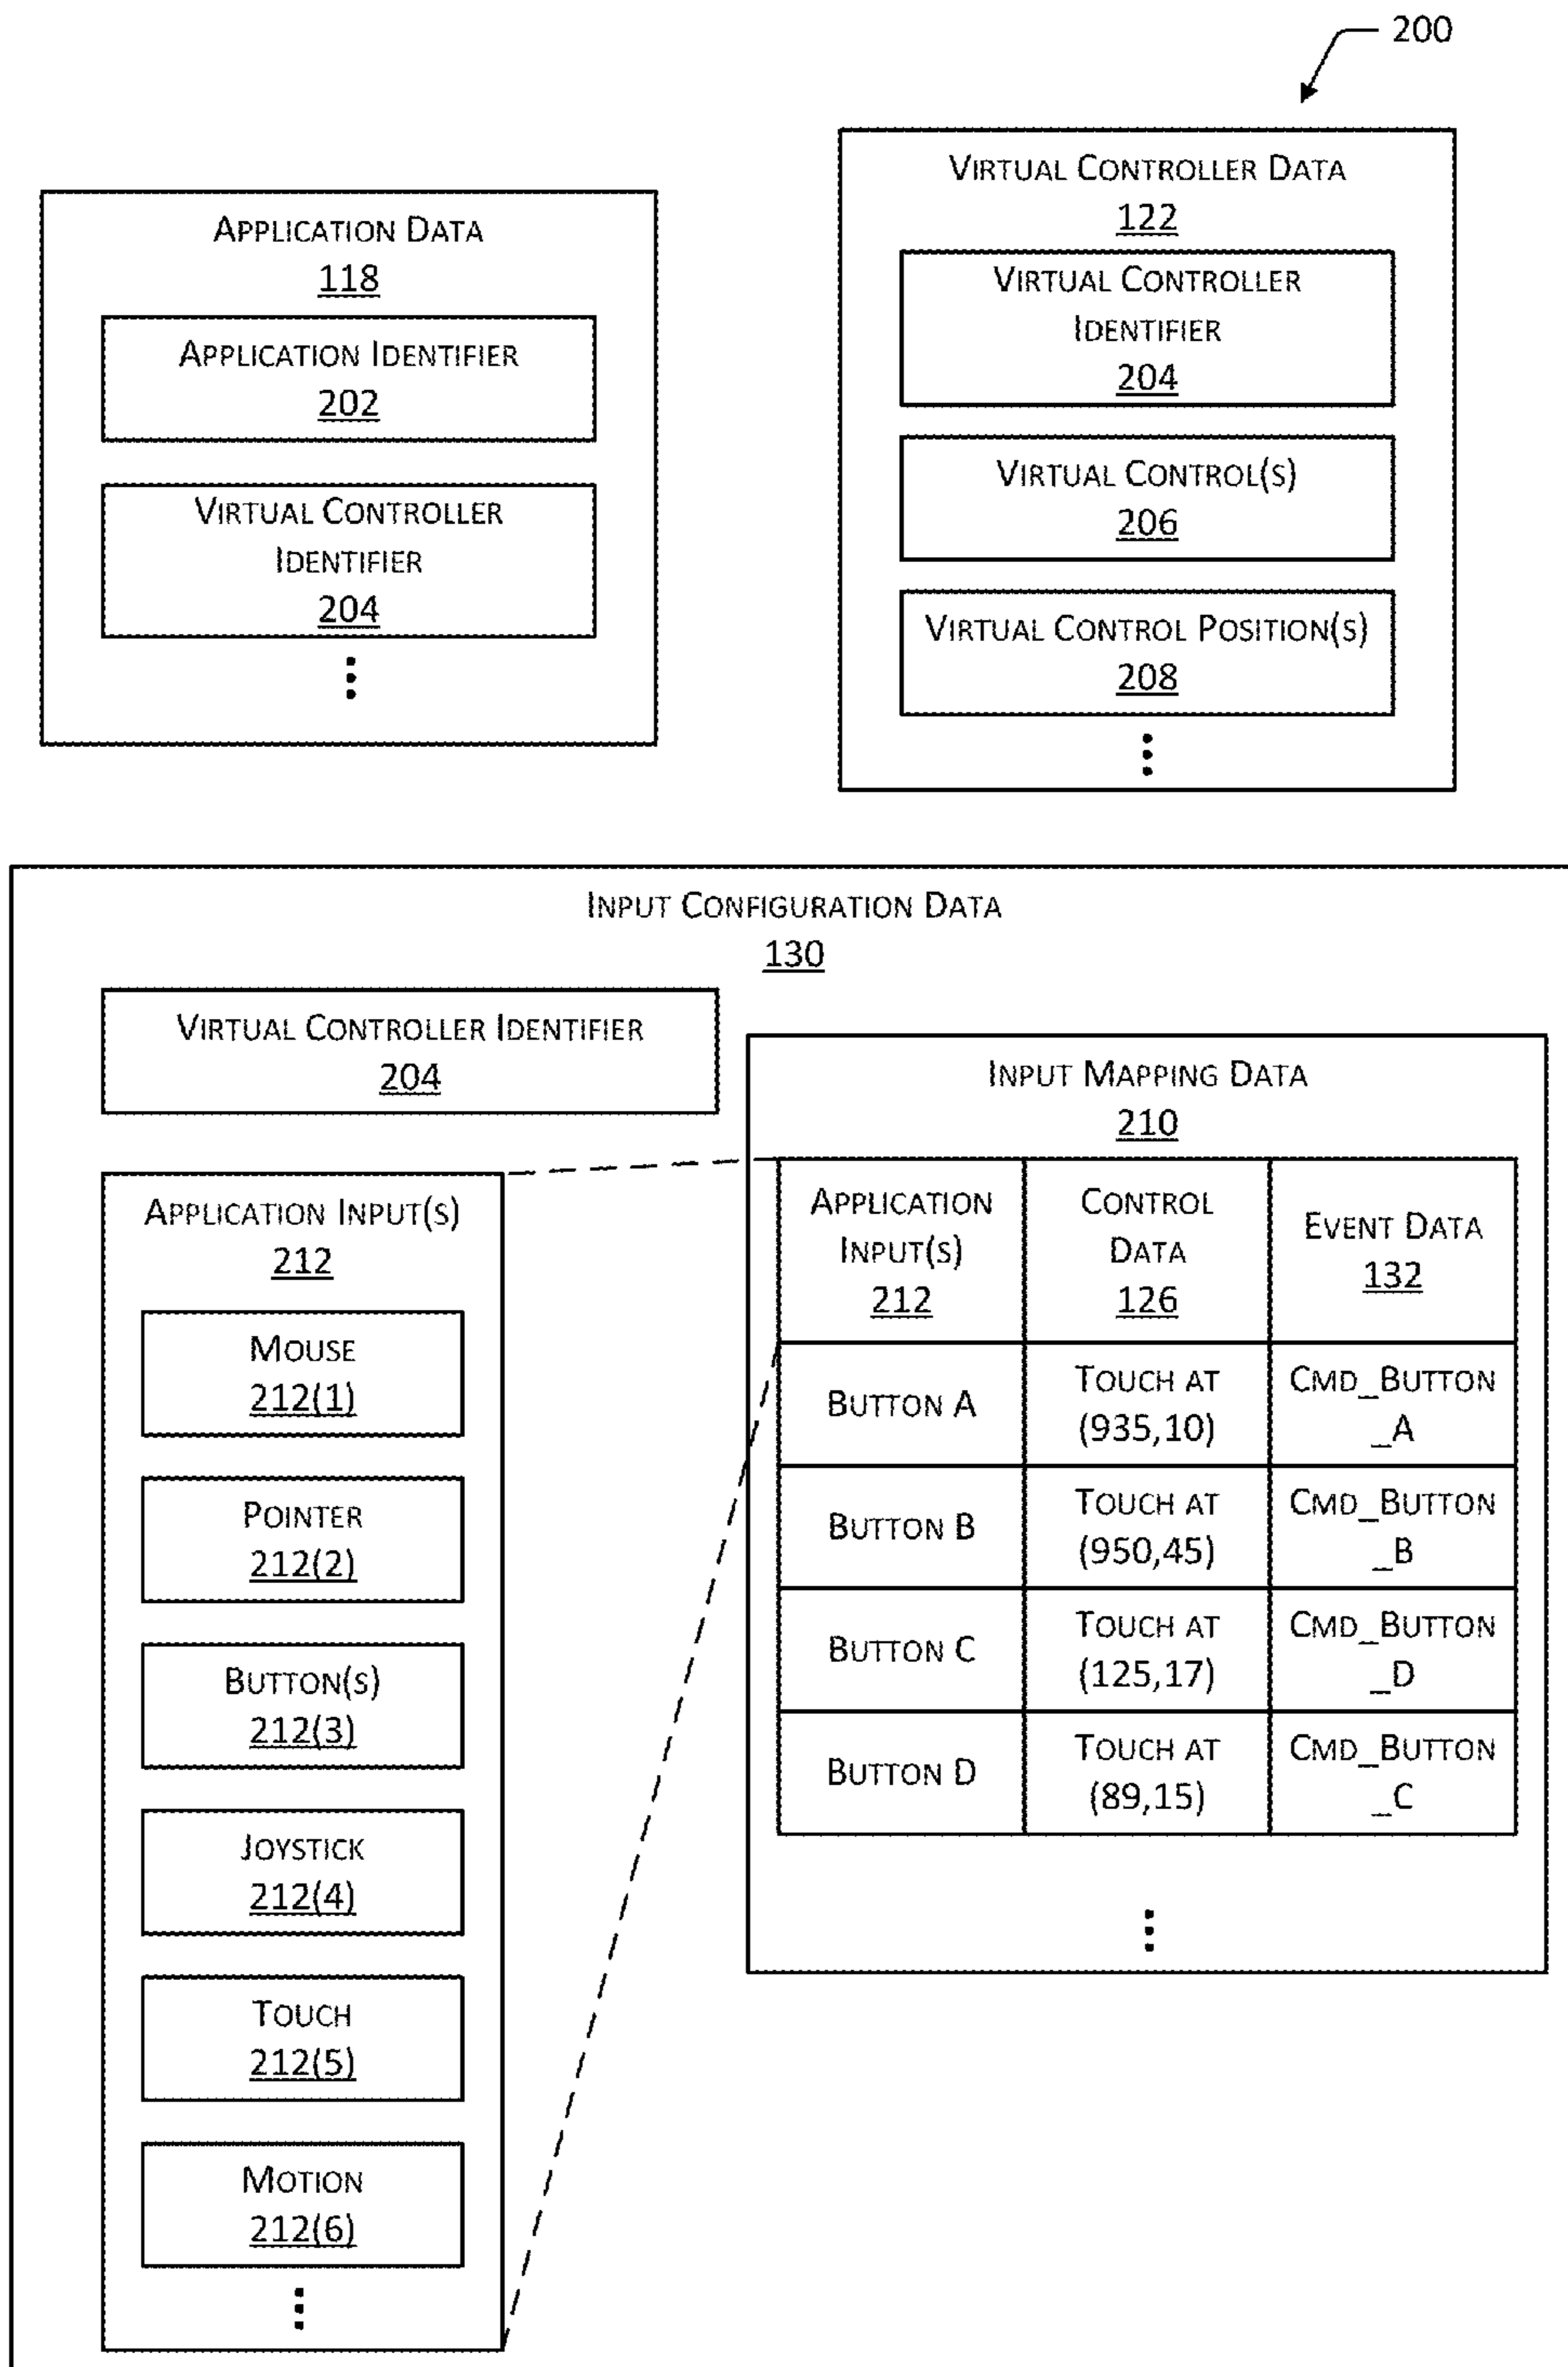 200
APPLICATION DATA
118
APPLICATION IDENTIFIER
202
VIRTUAL CONTROLLER
IDENTIFIER
204
VIRTUAL CONTROLLER DATA
122
VIRTUAL CONTROLLER
IDENTIFIER
204
VIRTUAL CONTROL(S)
206
VIRTUAL CONTROL POSITION(S)
208
INPUT CONFIGURATION DATA
130
VIRTUAL CONTROLLER IDENTIFIER
204
APPLICATION INPUT(S)
212
MOUSE
212(1)
POINTER
212(2)
BUTTON(S)
212(3)
JOYSTICK
212(4)
TOUCH
212(5)
MOTION
212(6)
INPUT MAPPING DATA
210
APPLICATION
INPUT(S)
212
CONTROL
DATA
126
EVENT DATA
132
BUTTON A
TOUCH AT
(935,10)
CMD_BUTTON
_A
BUTTON B
TOUCH AT
(950,45)
CMD_BUTTON
_B
BUTTON C
TOUCH AT
(125,17)
CMD_BUTTON
_D
BUTTON D
TOUCH AT
(89,15)
CMD_BUTTON
_C